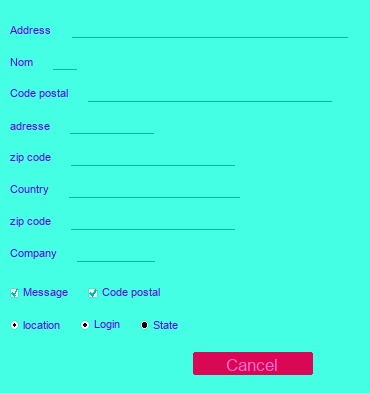 Address
Nom
Code postal
adresse
zip code
Country
zip code
Company
Message Code postal
location Login State
Cancel